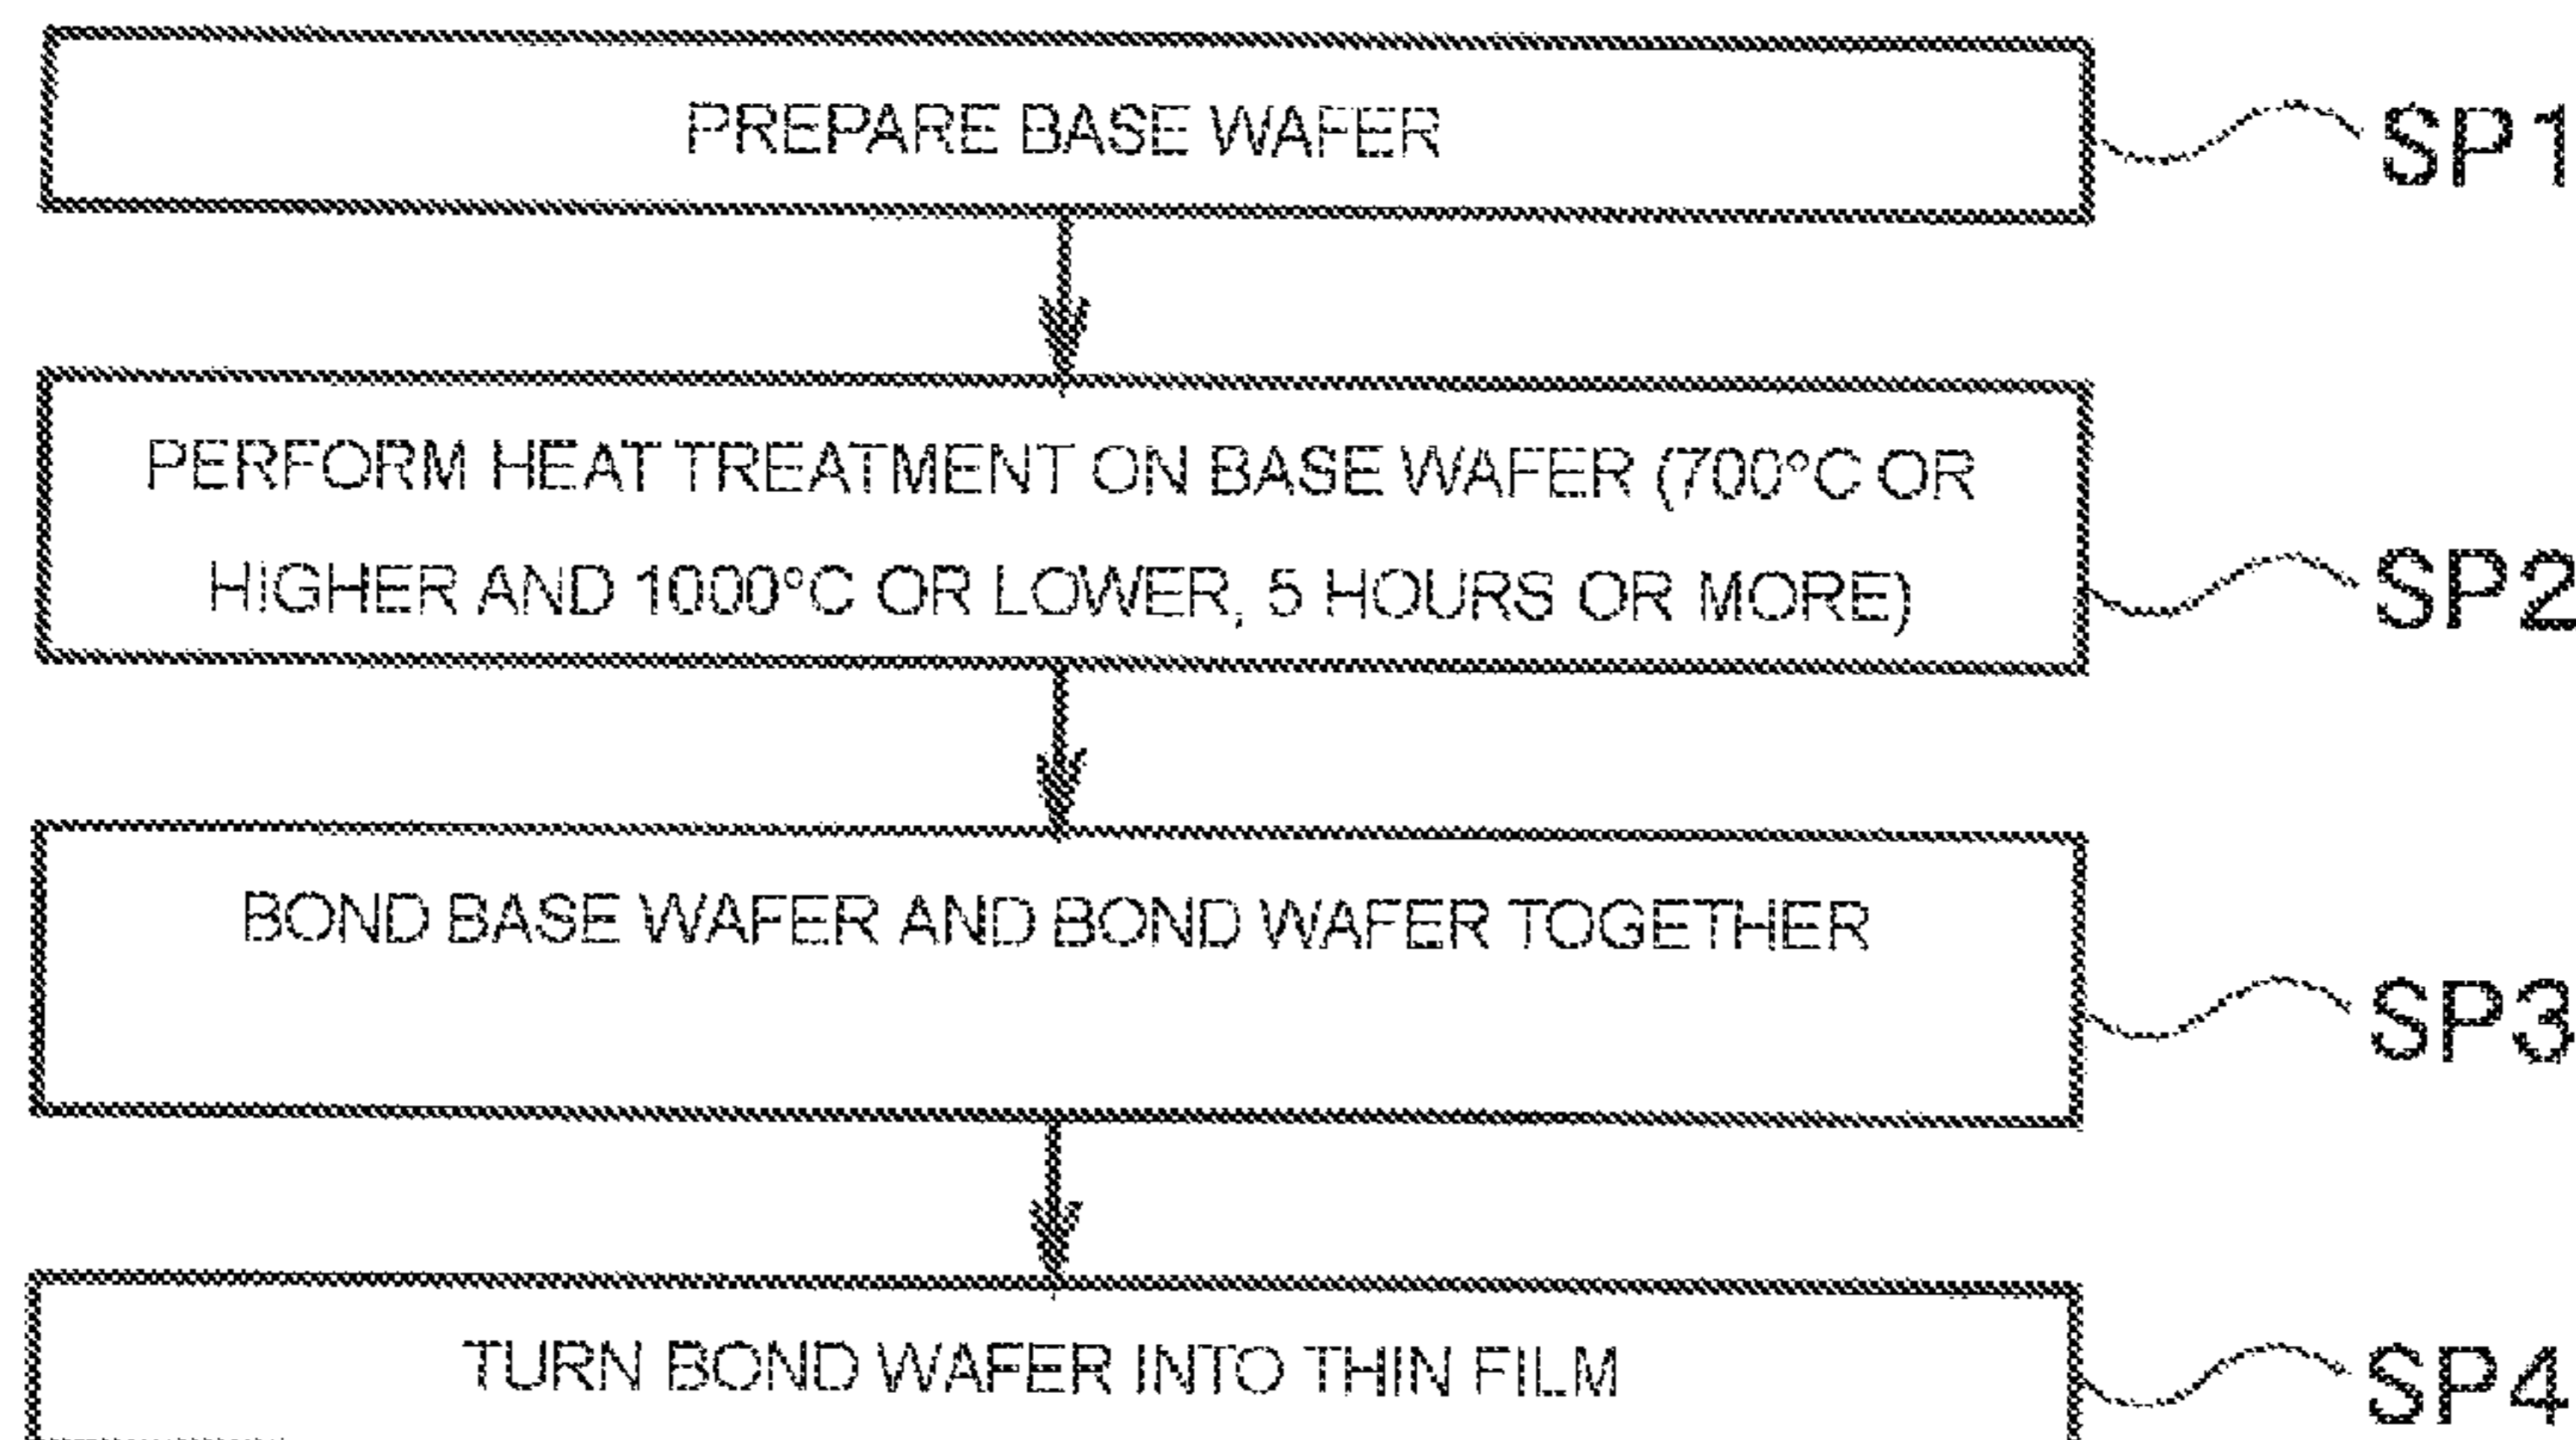 PREPARE BASE WAFER
SP1
PERFORM HEAT TREATMENT ON BASE WAFER (700°C OR
HIGHER AND 1000°C OR LOWER, 5 HOURS OR MORE)
SP2
BOND BASE WAFER AND BOND WAFER TOGETHER
SP3
TURN BOND WAFER INTO THIN FILM
SP4